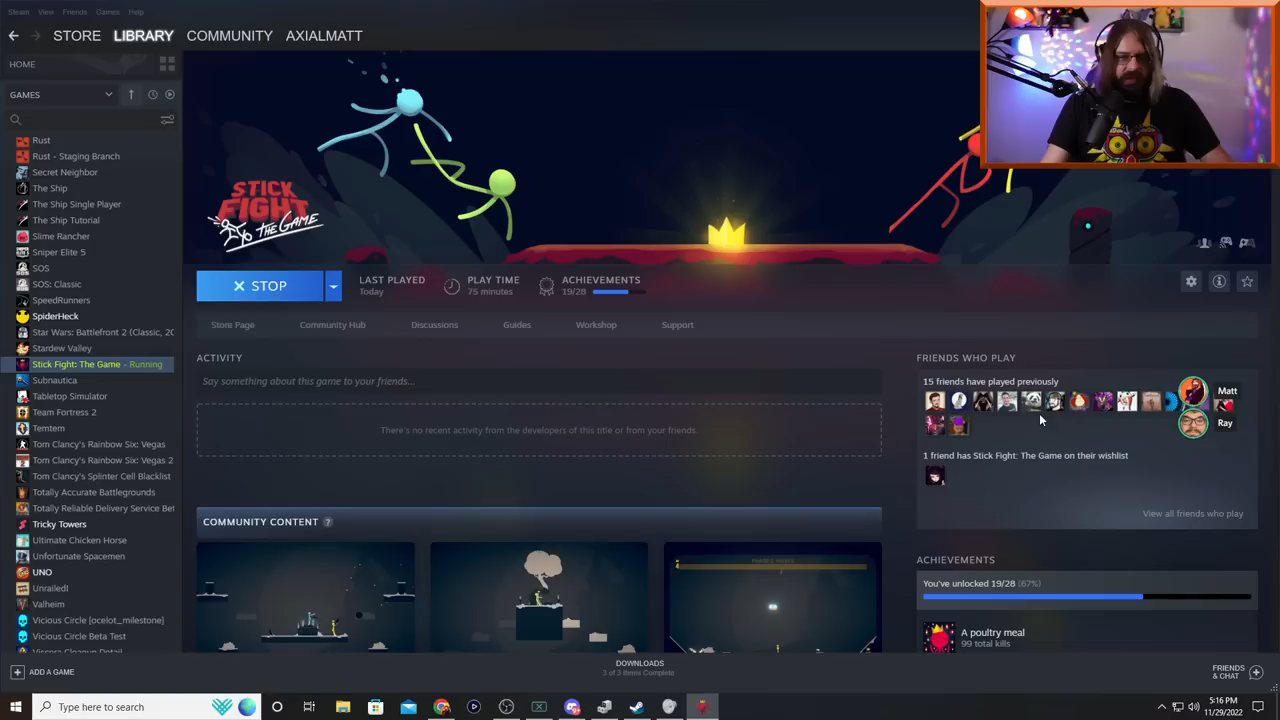 Steam View Friends Games Help
STORE LIBRARY COMMUNITY AXIALMATT
HOME
GAMES
STICK
FIGHT
THE GAME
Rust
Rust - Staging Branch
Secret Neighbor
The Ship
The Ship Single Player
The Ship Tutorial
Slime Rancher
Sniper Elite 5
SOS
SOS: Classic
SpeedRunners
SpiderHeck
Star Wars: Battlefront 2 (Classic, 2C
Stardew Valley
Stick Fight: The Game - Running
Subnautica
Tabletop Simulator
Team Fortress 2
Temtem
Tom Clancy's Rainbow Six: Vegas
Tom Clancy's Rainbow Six: Vegas 2
Tom Clancy's Splinter Cell Blacklist
Totally Accurate Battlegrounds
Totally Reliable Delivery Service Bet
Tricky Towers
Ultimate Chicken Horse
Unfortunate Spacemen
UNO
Unrailed!
Valheim
Vicious Circle [ocelot_milestone]
Vicious Circle Beta Test
Viscera Cleanup Detail
STOP
LAST PLAYED
Today
PLAY TIME
75 minutes
ACHIEVEMENTS
19/28
Store Page Community Hub Discussions Guides Workshop Support
ACTIVITY
Say something about this game to your friends...
There's no recent activity from the developers of this title or from your friends.
COMMUNITY CONTENT ?
FRIENDS WHO PLAY
15 friends have played previously
Matt
Ray
1 friend has Stick Fight: The Game on their wishlist
View all friends who play
ACHIEVEMENTS
You've unlocked 19/28 (67%)
A poultry meal
99 total kills
ADD A GAME
DOWNLOADS
3 of 3 Items Complete
FRIENDS
& CHAT
Type here to search
5:16 PM
11/29/2022